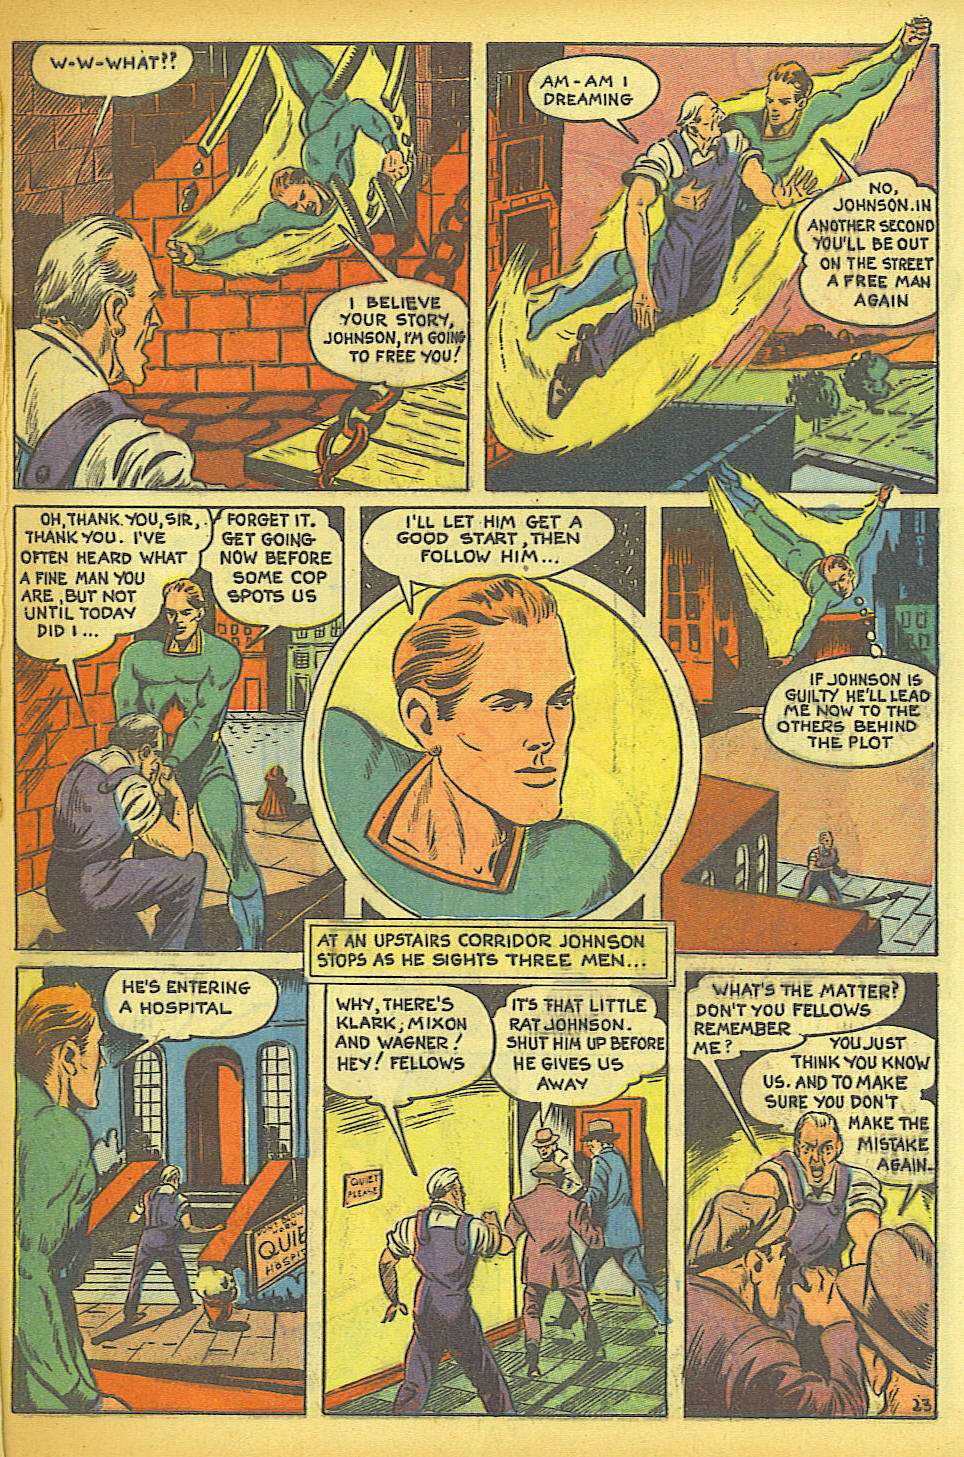 W-W-WHAT??
I BELIEVE
YOUR STORY,
JOHNSON, I'M GOING
TO FREE YOU!
AM-AM I
DREAMING
NO,
JOHNSON. IN
ANOTHER SECOND
YOU'LL BE OUT
ON THE STREET
A FREE MAN
AGAIN
OH, THANK YOU, SIR,
THANK YOU. I'VE
OFTEN HEARD WHAT
A FINE MAN YOU
ARE, BUT NOT
UNTIL TODAY
DID I...
FORGET IT.
GET GOING
NOW BEFORE
SOME COP
SPOTS US
I'LL LET HIM GET A
GOOD START, THEN
FOLLOW HIM...
IF JOHNSON IS
GUILTY HE'LL LEAD
ME NOW TO THE
OTHERS BEHIND
THE PLOT
AT AN UPSTAIRS CORRIDOR JOHNSON
STOPS AS HE SIGHTS THREE MEN...
HE'S ENTERING
A HOSPITAL
HORN
QUIET
HOSPITAL
WHY, THERE'S
KLARK, MIXON
AND WAGNER!
HEY! FELLOWS
IT'S THAT LITTLE
RAT JOHNSON.
SHUT HIM UP BEFORE
HE GIVES US
AWAY
QUIET
PLEASE
WHAT'S THE MATTER?
DON'T YOU FELLOWS
REMEMBER
ME?
YOU JUST
THINK YOU KNOW
US. AND TO MAKE
SURE YOU DON'T
MAKE THE
MISTAKE
AGAIN—
23